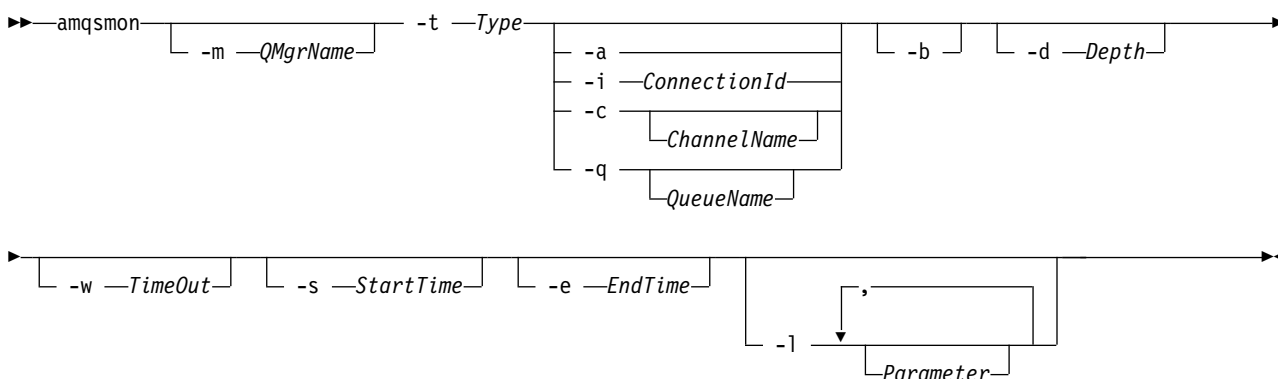 amqsmon -m QMgrName -t Type -a -b -d Depth
-i ConnectionId
-c ChannelName
-q QueueName
-w TimeOut -s StartTime -e EndTime -l , Parameter